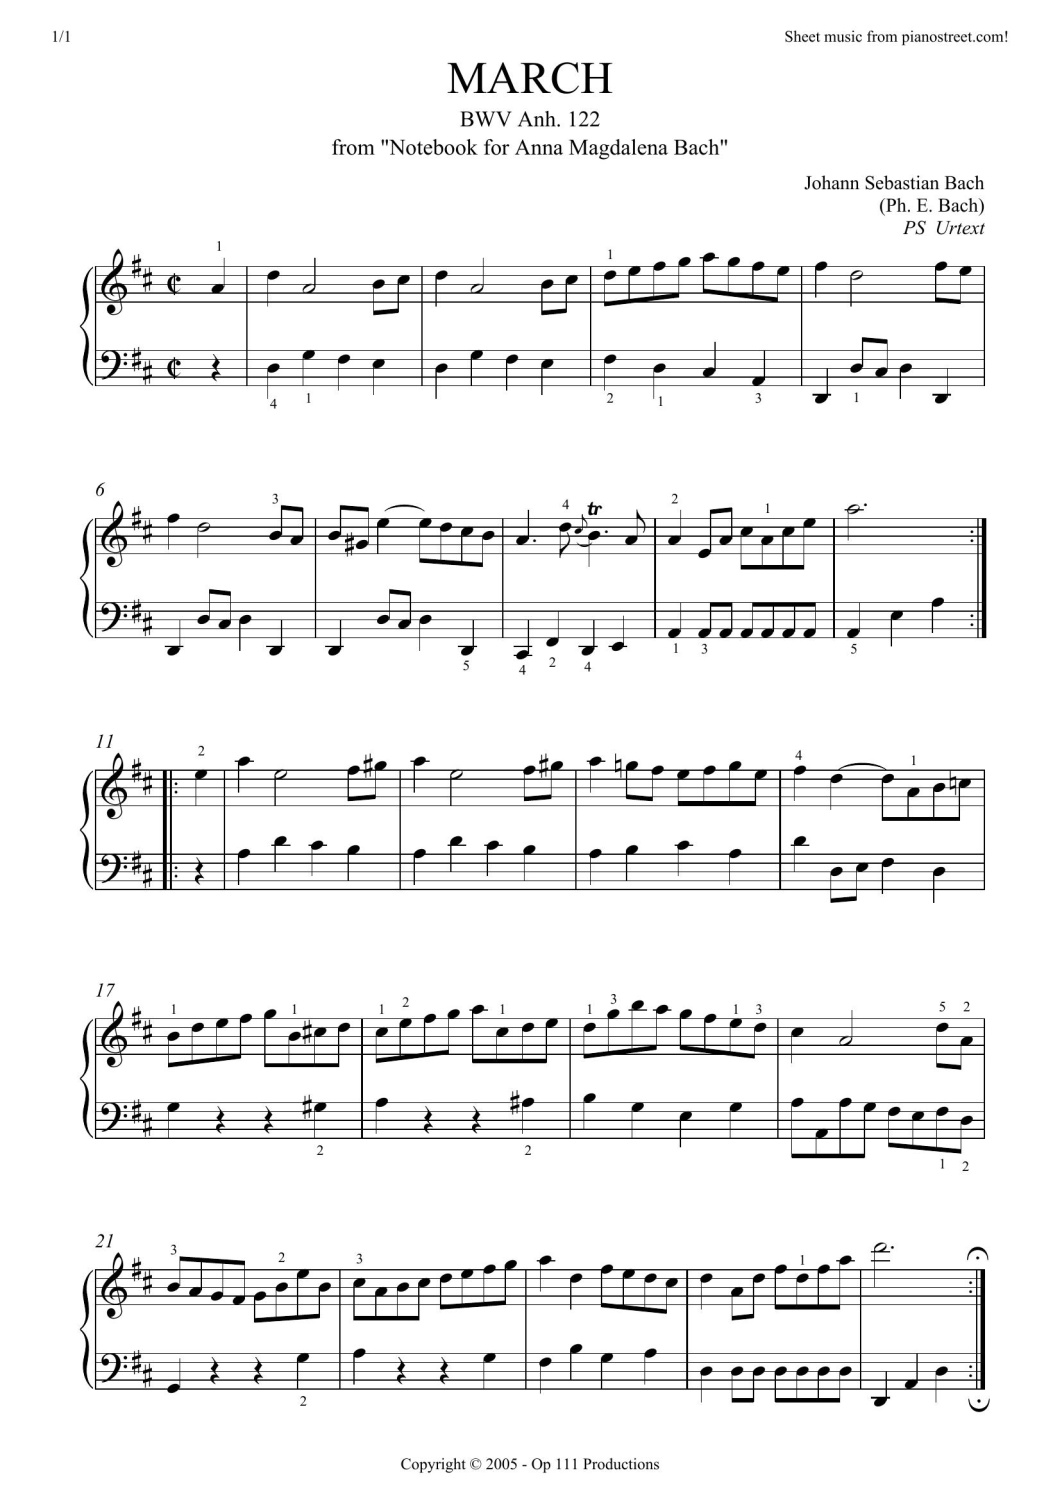 1/1
Sheet music from pianostreet.com!
MARCH
BWV Anh. 122
from "Notebook for Anna Magdalena Bach"
Johann Sebastian Bach
(Ph. E. Bach)
PS Urtext
1
1
4 1 2 1 3 1
6
3 4 tr 2 1
5 4 2 4 1 3 5
11
2 4 1
17
1 1 1 2 1 1 3 1 3 5 2
2 2 1 2
21
3 2 3 1
2
Copyright © 2005 - Op 111 Productions